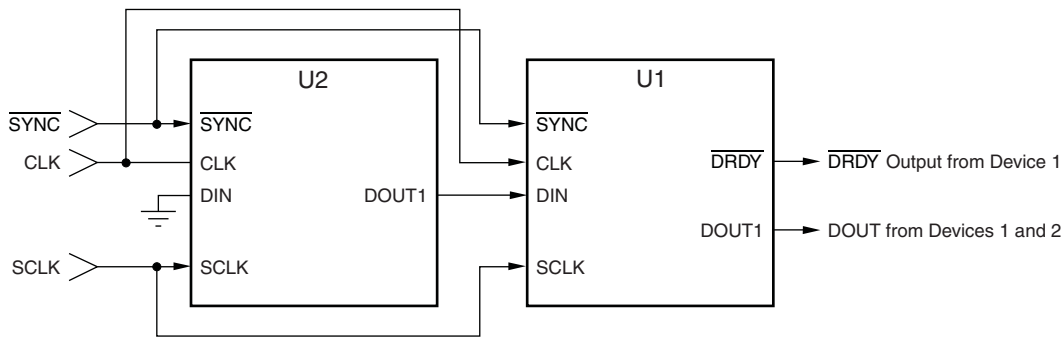 U2
U1
SYNC
SYNC
SYNC
CLK
CLK
CLK
DRDY
DRDY Output from Device 1
DIN
DOUT1
DIN
DOUT1
DOUT from Devices 1 and 2
SCLK
SCLK
SCLK